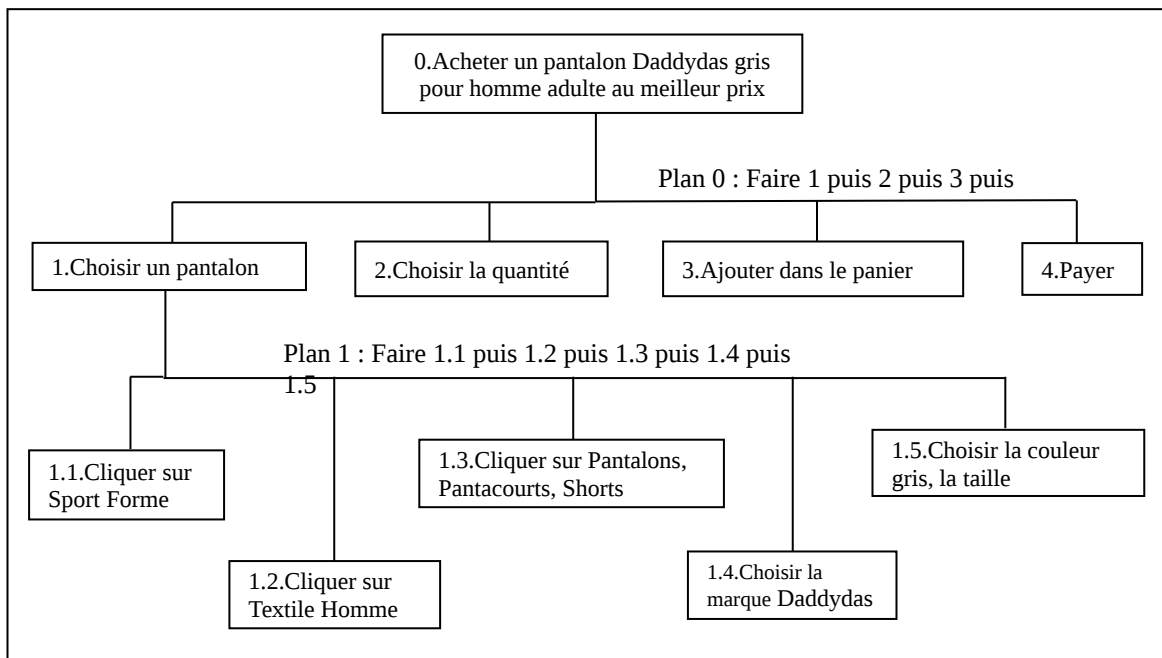 0.Acheter un pantalon Daddydas gris
pour homme adulte au meilleur prix
Plan 0 : Faire 1 puis 2 puis 3 puis
1.Choisir un pantalon
2.Choisir la quantité
3.Ajouter dans le panier
4.Payer
Plan 1 : Faire 1.1 puis 1.2 puis 1.3 puis 1.4 puis
1.5
1.1.Cliquer sur
Sport Forme
1.2.Cliquer sur
Textile Homme
1.3.Cliquer sur Pantalons,
Pantacourts, Shorts
1.4.Choisir la
marque Daddydas
1.5.Choisir la couleur
gris, la taille